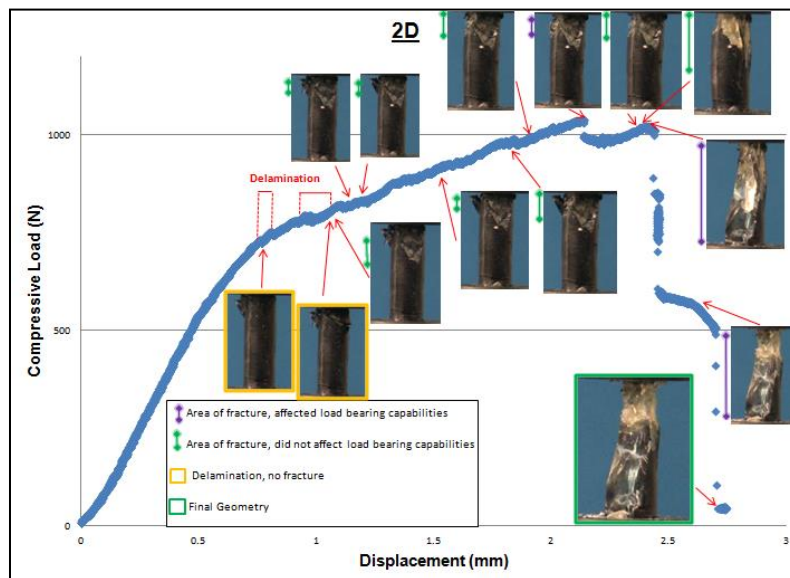 2D
1000
500
0
Compressive Load (N)
Delamination
Area of fracture, affected load bearing capabilities
Area of fracture, did not affect load bearing capabilities
Delamination, no fracture
Final Geometry
0
0.5
1
1.5
2
2.5
3
Displacement (mm)